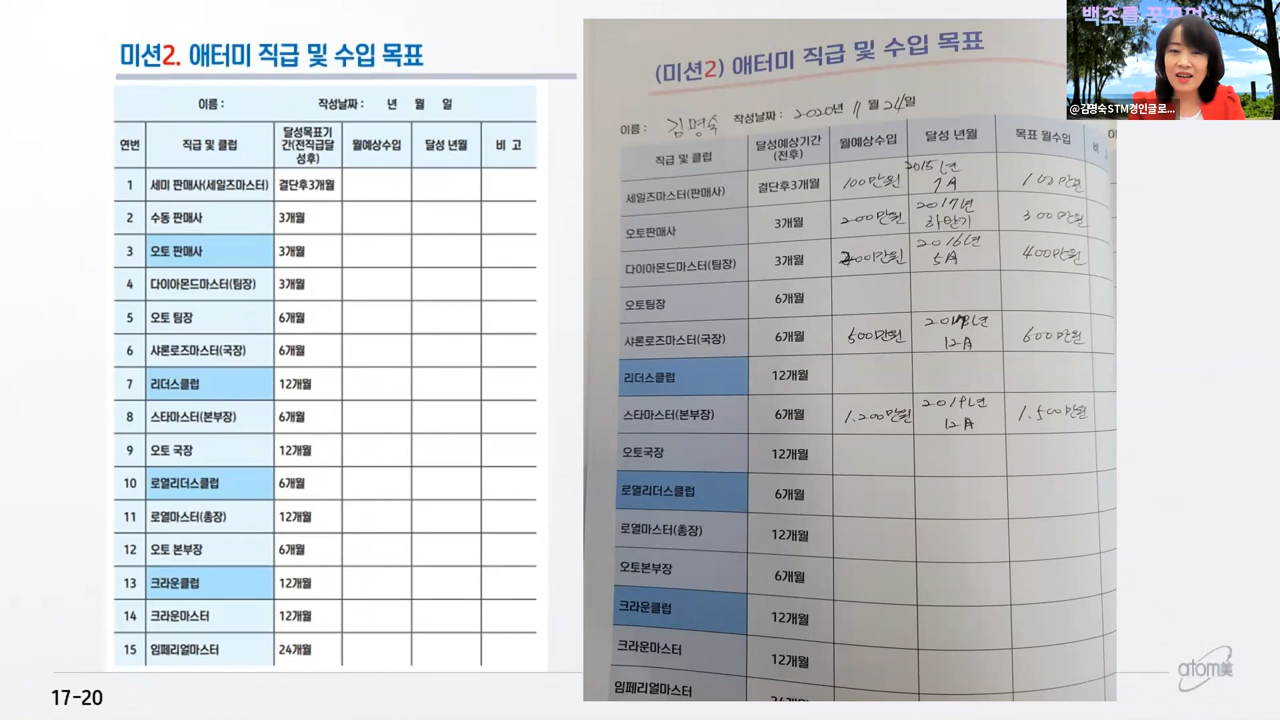 미션2. 애터미 직급 및 수입 목표
이름 : 작성날짜 : 년 월 일
연번 직급 및 클럽 달성목표기간(전직급달성후) 월예상수입 달성 년월 비 고
1 세미 판매사(세일즈마스터) 결단후3개월
2 수동 판매사 3개월
3 오토 판매사 3개월
4 다이아몬드마스터(팀장) 3개월
5 오토 팀장 6개월
6 샤론로즈마스터(국장) 6개월
7 리더스클럽 12개월
8 스타마스터(본부장) 6개월
9 오토 국장 12개월
10 로열리더스클럽 6개월
11 로열마스터(총장) 12개월
12 오토 본부장 6개월
13 크라운클럽 12개월
14 크라운마스터 12개월
15 임페리얼마스터 24개월
17-20
(미션2) 애터미 직급 및 수입 목표
이름 : 김명숙 작성날짜 : 2020년 11월 24일
직급 및 클럽 달성예상기간(전후) 월예상수입 달성 년월 목표 월수입 비
세일즈마스터(판매사) 결단후3개월 100만원 2015년 7月 100만원
오토판매사 3개월 200만원 2017년 하반기 300만원
다이아몬드마스터(팀장) 3개월 00만원 2016년 5月 400만원
오토팀장 6개월
샤론로즈마스터(국장) 6개월 500만원 12月 600만원
리더스클럽 12개월
스타마스터(본부장) 6개월 1.200만원 2019년 12月 1.500만원
오토국장 12개월
로열리더스클럽 6개월
로열마스터(총장) 12개월
오토본부장 6개월
크라운클럽 12개월
크라운마스터 12개월
임페리얼마스터
백조를
@김명숙STM경인글로...
atom美